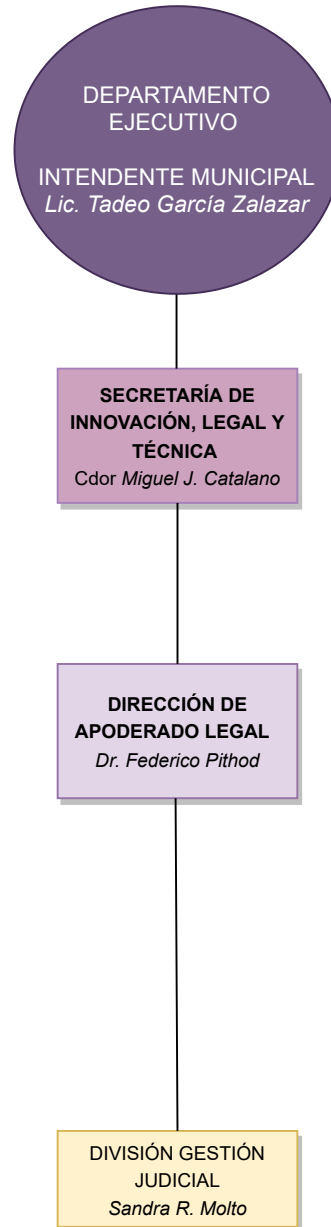 DEPARTAMENTO
EJECUTIVO
INTENDENTE MUNICIPAL
Lic. Tadeo García Zalazar
SECRETARÍA DE
INNOVACIÓN, LEGAL Y
TÉCNICA
Cdor Miguel J. Catalano
DIRECCIÓN DE
APODERADO LEGAL
Dr. Federico Pithod
DIVISIÓN GESTIÓN
JUDICIAL
Sandra R. Molto